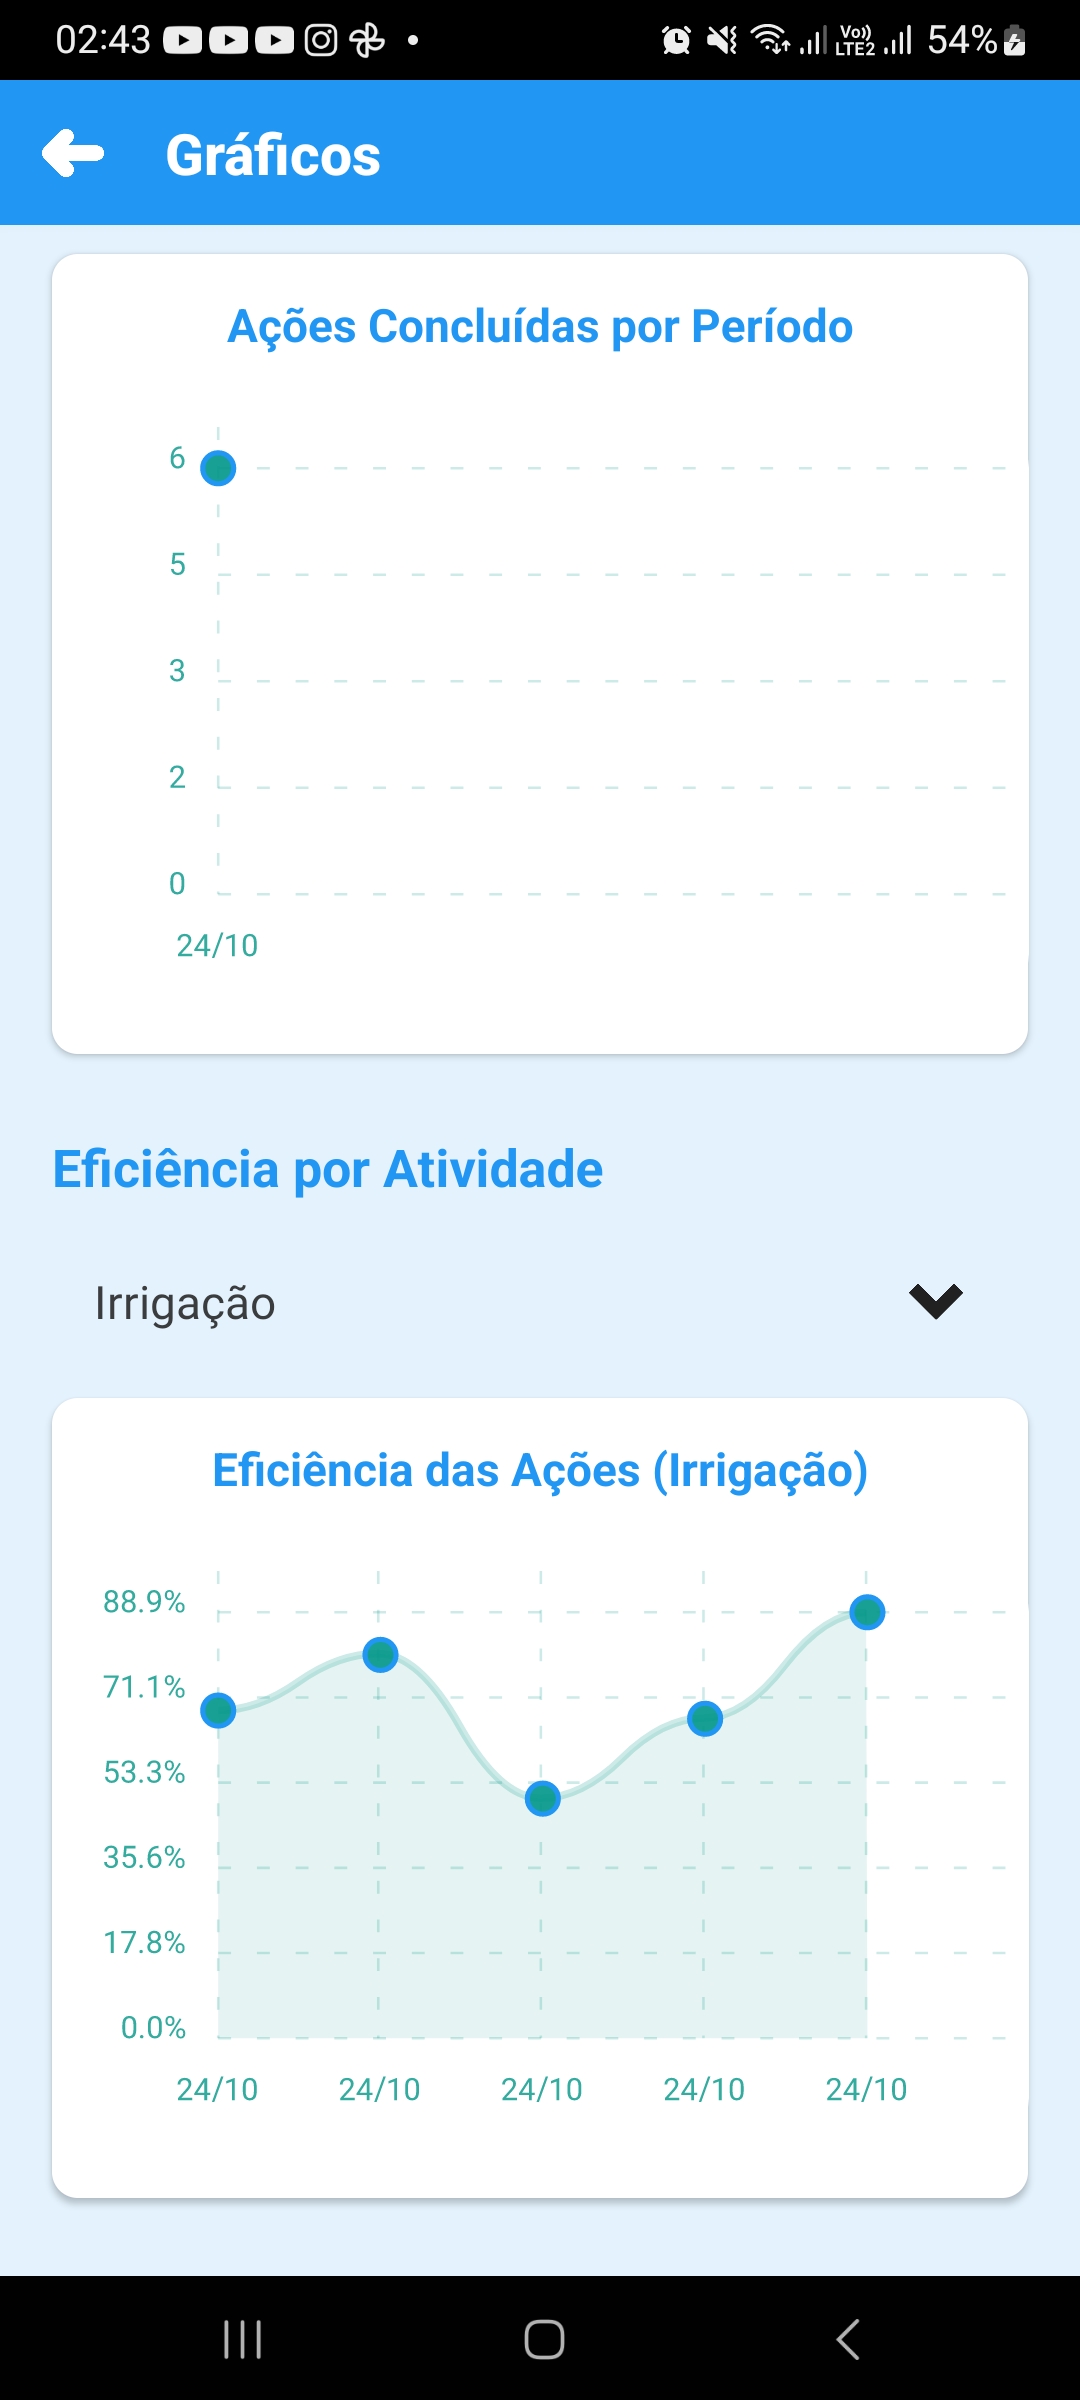 02:43 Vo)) LTE2 54%
Gráficos
Ações Concluídas por Período
6
5
3
2
0
24/10
Eficiência por Atividade
Irrigação
Eficiência das Ações (Irrigação)
88.9%
71.1%
53.3%
35.6%
17.8%
0.0%
24/10 24/10 24/10 24/10 24/10